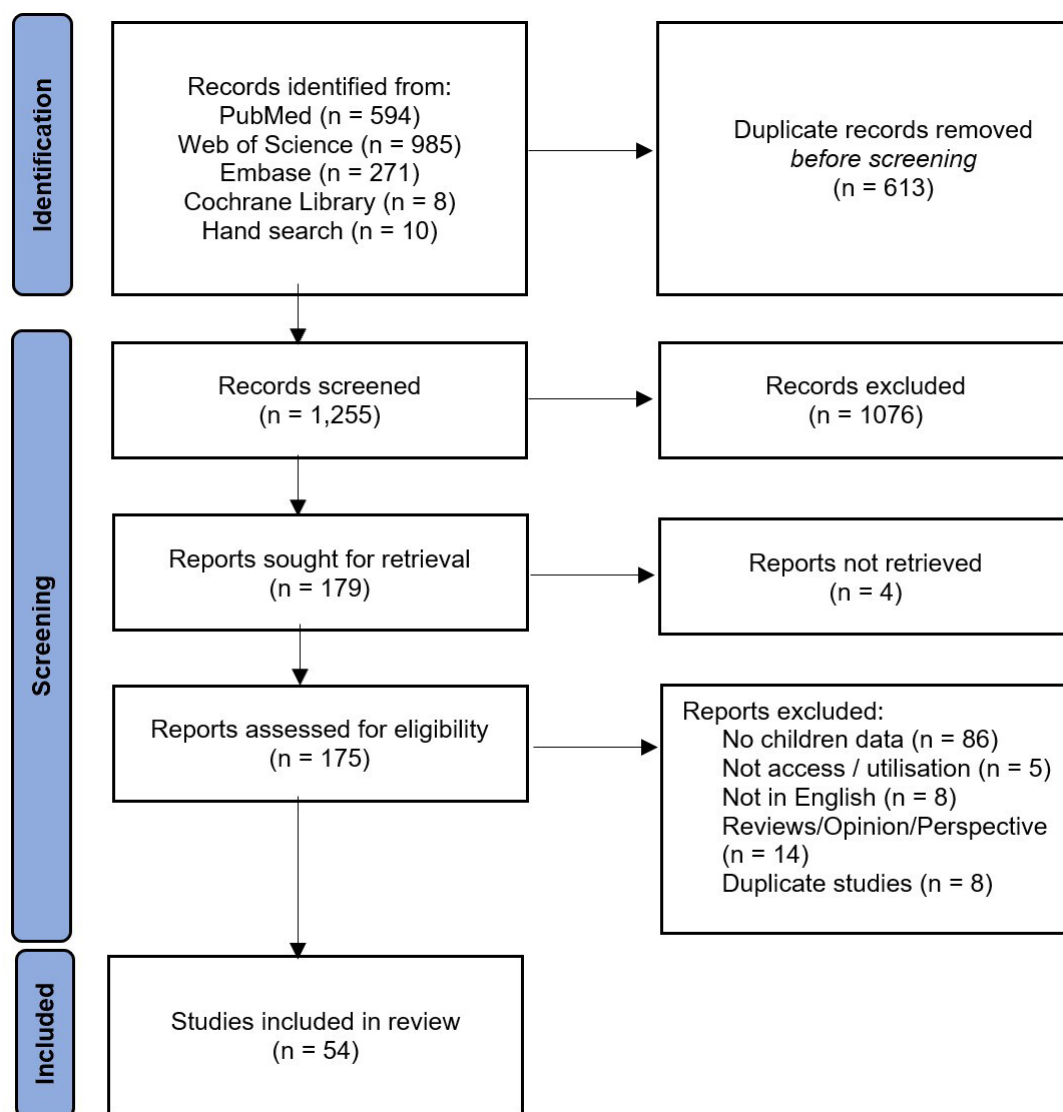 Identification
Records identified from:
PubMed (n = 594)
Web of Science (n = 985)
Embase (n = 271)
Cochrane Library (n = 8)
Hand search (n = 10)
Duplicate records removed
before screening
(n = 613)
Screening
Records screened
(n = 1,255)
Records excluded
(n = 1076)
Reports sought for retrieval
(n = 179)
Reports not retrieved
(n = 4)
Reports assessed for eligibility
(n = 175)
Reports excluded:
No children data (n = 86)
Not access / utilisation (n = 5)
Not in English (n = 8)
Reviews/Opinion/Perspective
(n = 14)
Duplicate studies (n = 8)
Included
Studies included in review
(n = 54)